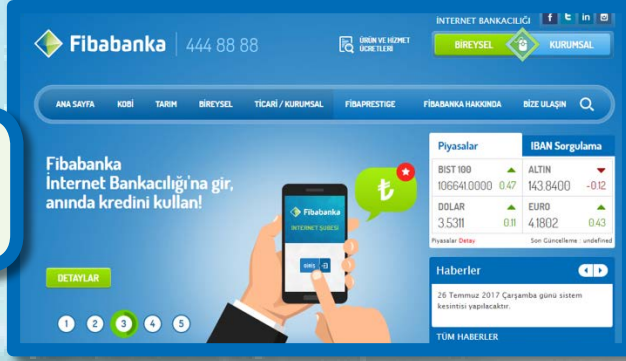 İNTERNET BANKACILIĞI f t in
Fibabanka 444 88 88
ÜRÜN VE HİZMET
ÜCRETLERİ
BİREYSEL KURUMSAL
ANA SAYFA KOBİ TARIM BİREYSEL TİCARİ / KURUMSAL FİBAPRESTIGE FİBABANKA HAKKINDA BİZE ULAŞIN
Fibabanka
İnternet Bankacılığı'na gir,
anında kredini kullan!
DETAYLAR
1 2 3 4 5
Fibabanka
İNTERNET ŞUBESİ
GİRİŞ
₺
Piyasalar IBAN Sorgulama
BIST 100 ALTIN
106641.0000 0.47 143.8400 -0.12
DOLAR EURO
3.5311 0.11 4.1802 0.43
Piyasalar Detay Son Güncelleme : undefined
Haberler
26 Temmuz 2017 Çarşamba günü sistem
kesintisi yapılacaktır.
TÜM HABERLER